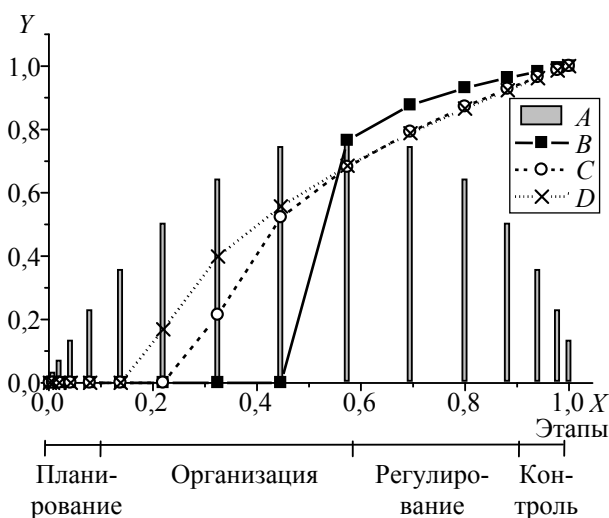 Y
1,0
0,8
0,6
0,4
0,2
0,0
A
B
C
D
0,0 0,2 0,4 0,6 0,8 1,0 X
Этапы
Плани- Организация Регулиро- Кон-
рование вание троль